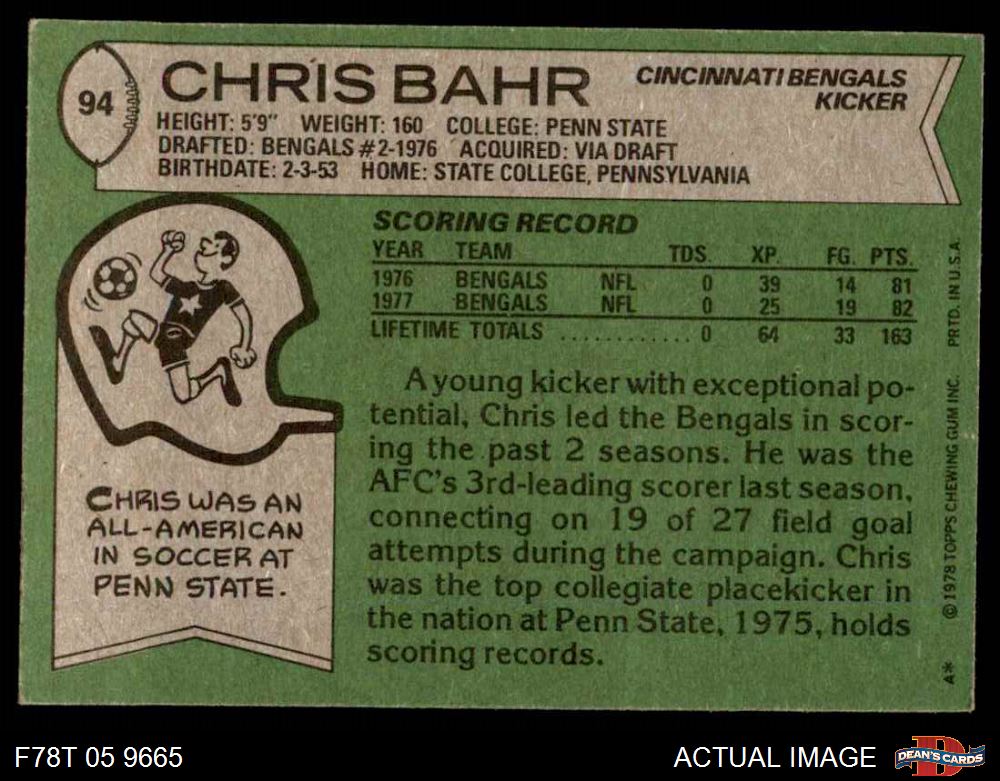 94
CHRIS BAHR
CINCINNATI BENGALS
KICKER
HEIGHT: 5'9" WEIGHT: 160 COLLEGE: PENN STATE
DRAFTED: BENGALS #2-1976 ACQUIRED: VIA DRAFT
BIRTHDATE: 2-3-53 HOME: STATE COLLEGE, PENNSYLVANIA
SCORING RECORD
YEAR TEAM TDS. XP. FG. PTS.
1976 BENGALS NFL 0 39 14 81
1977 BENGALS NFL 0 25 19 82
LIFETIME TOTALS ............ 0 64 33 163
A young kicker with exceptional po-
tential, Chris led the Bengals in scor-
ing the past 2 seasons. He was the
AFC's 3rd-leading scorer last season,
connecting on 19 of 27 field goal
attempts during the campaign. Chris
was the top collegiate placekicker in
the nation at Penn State, 1975, holds
scoring records.
CHRIS WAS AN
ALL-AMERICAN
IN SOCCER AT
PENN STATE.
A* © 1978 TOPPS CHEWING GUM INC. PRTD. IN U.S.A.
F78T 05 9665
ACTUAL IMAGE
D
DEAN'S CARDS